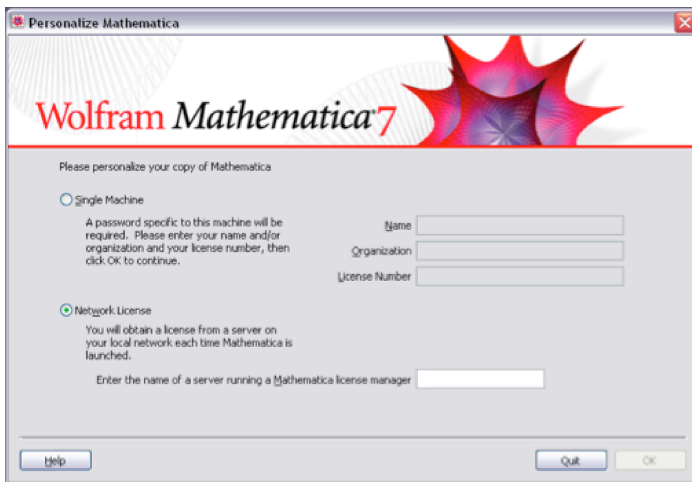 Personalize Mathematica
Wolfram Mathematica 7
Please personalize your copy of Mathematica
Single Machine
A password specific to this machine will be
required. Please enter your name and/or
organization and your license number, then
click OK to continue.
Name
Organization
License Number
Network License
You will obtain a license from a server on
your local network each time Mathematica is
launched.
Enter the name of a server running a Mathematica license manager
Help
Quit
OK